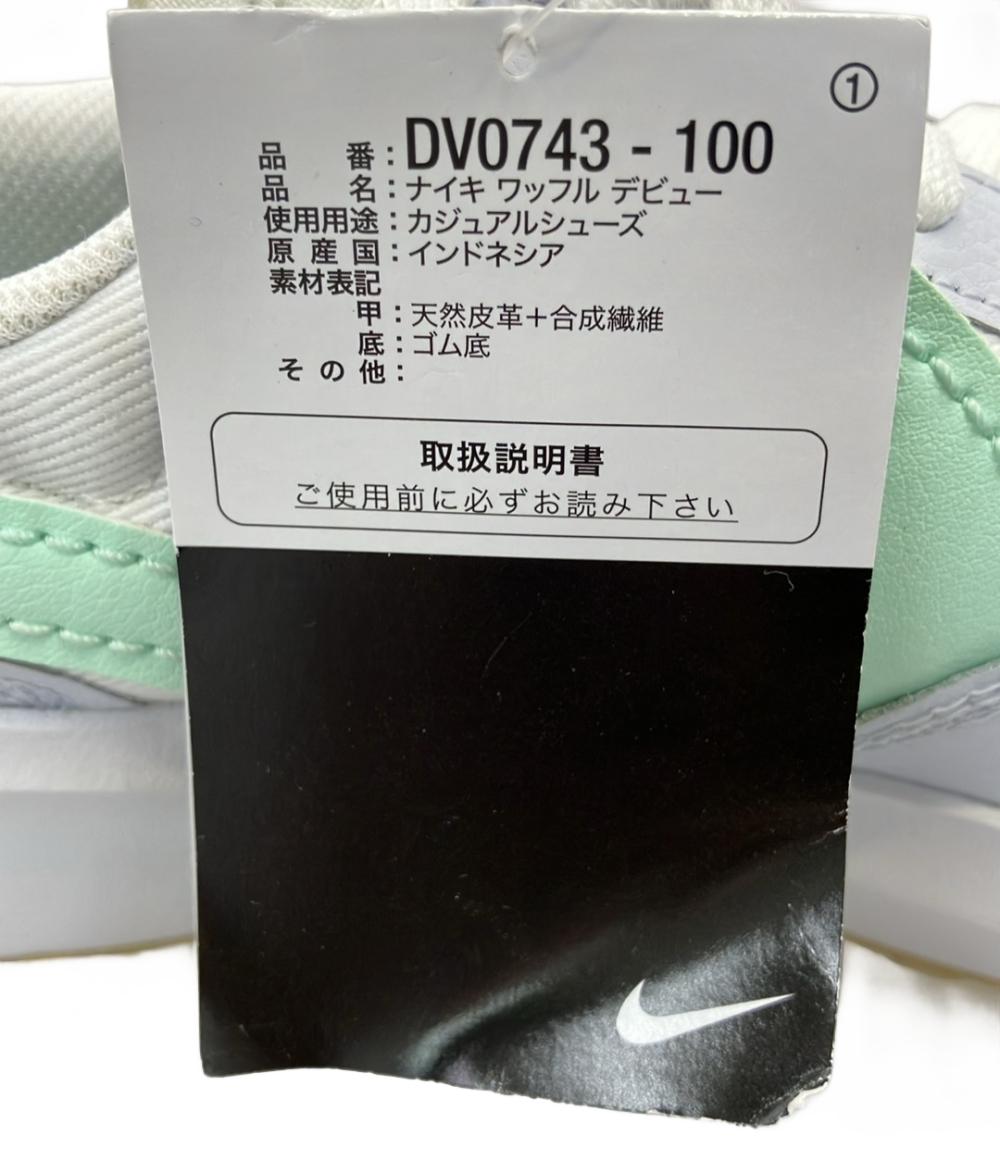 ①
品 番：DV0743 - 100
品 名：ナイキ ワッフル デビュー
使用用途：カジュアルシューズ
原 産 国：インドネシア
素材表記
甲：天然皮革＋合成繊維
底：ゴム底
そ の 他：
取扱説明書
ご使用前に必ずお読み下さい